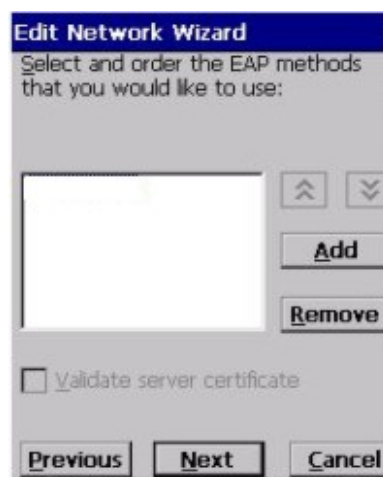 Edit Network Wizard
Select and order the EAP methods
that you would like to use:
Add
Remove
Validate server certificate
Previous Next Cancel